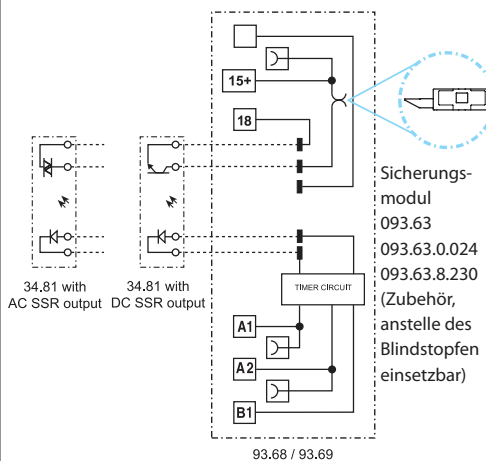 15+
18
Sicherungs-
modul
093.63
093.63.0.024
093.63.8.230
(Zubehör,
anstelle des
Blindstopfen
einsetzbar)
34.81 with
AC SSR output
34.81 with
DC SSR output
TIMER CIRCUIT
A1
A2
B1
93.68 / 93.69